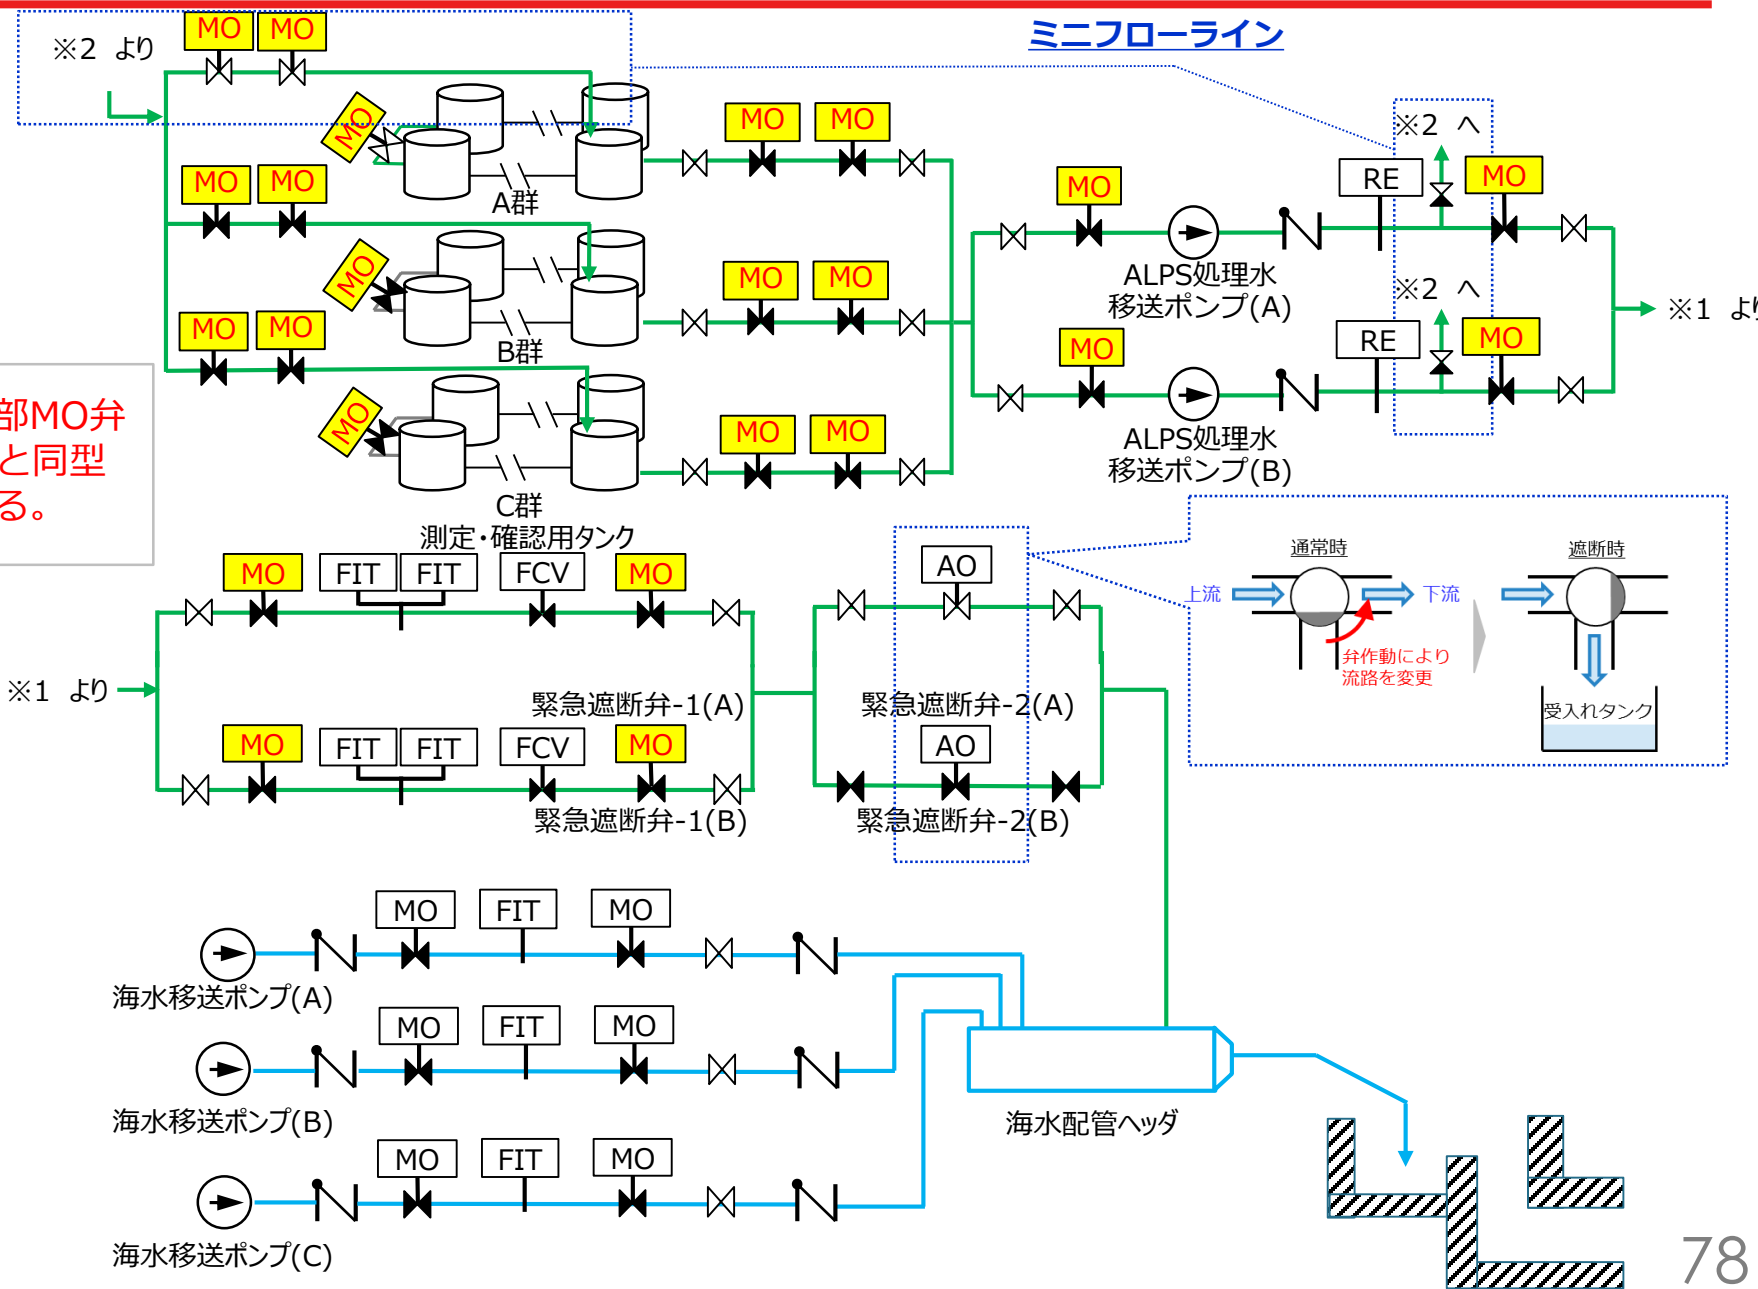 ミニフローライン
※2 より
MO
MO
MO
A群
MO
MO
※2 へ
RE
MO
MO
MO
MO
MO
MO
B群
MO
MO
ALPS処理水
移送ポンプ(A)
※2 へ
※1 よ
MO
MO
MO
RE
MO
MO
C群
測定・確認用タンク
MO
MO
ALPS処理水
移送ポンプ(B)
部MO弁
と同型
る。
※1 より
MO
FIT
FIT
FCV
MO
緊急遮断弁-1(A)
MO
FIT
FIT
FCV
MO
緊急遮断弁-1(B)
AO
緊急遮断弁-2(A)
AO
緊急遮断弁-2(B)
通常時
遮断時
上流
下流
弁作動により
流路を変更
受入れタンク
MO
FIT
MO
海水移送ポンプ(A)
MO
FIT
MO
海水移送ポンプ(B)
MO
FIT
MO
海水移送ポンプ(C)
海水配管ヘッダ
78